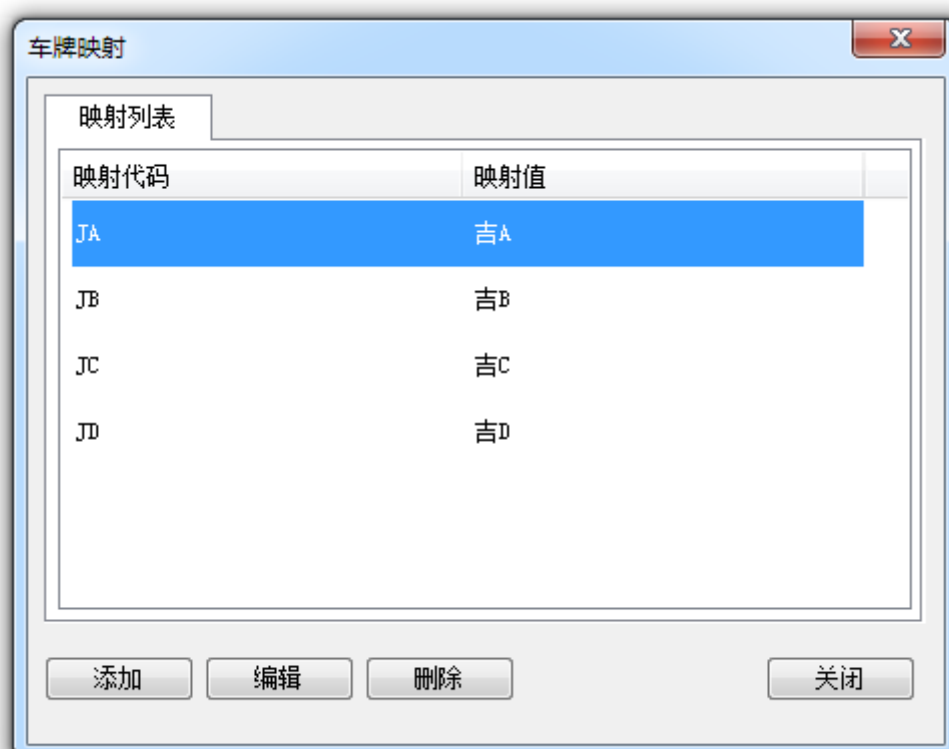 车牌映射
映射列表
映射代码 映射值
JA 吉A
JB 吉B
JC 吉C
JD 吉D
添加 编辑 删除 关闭